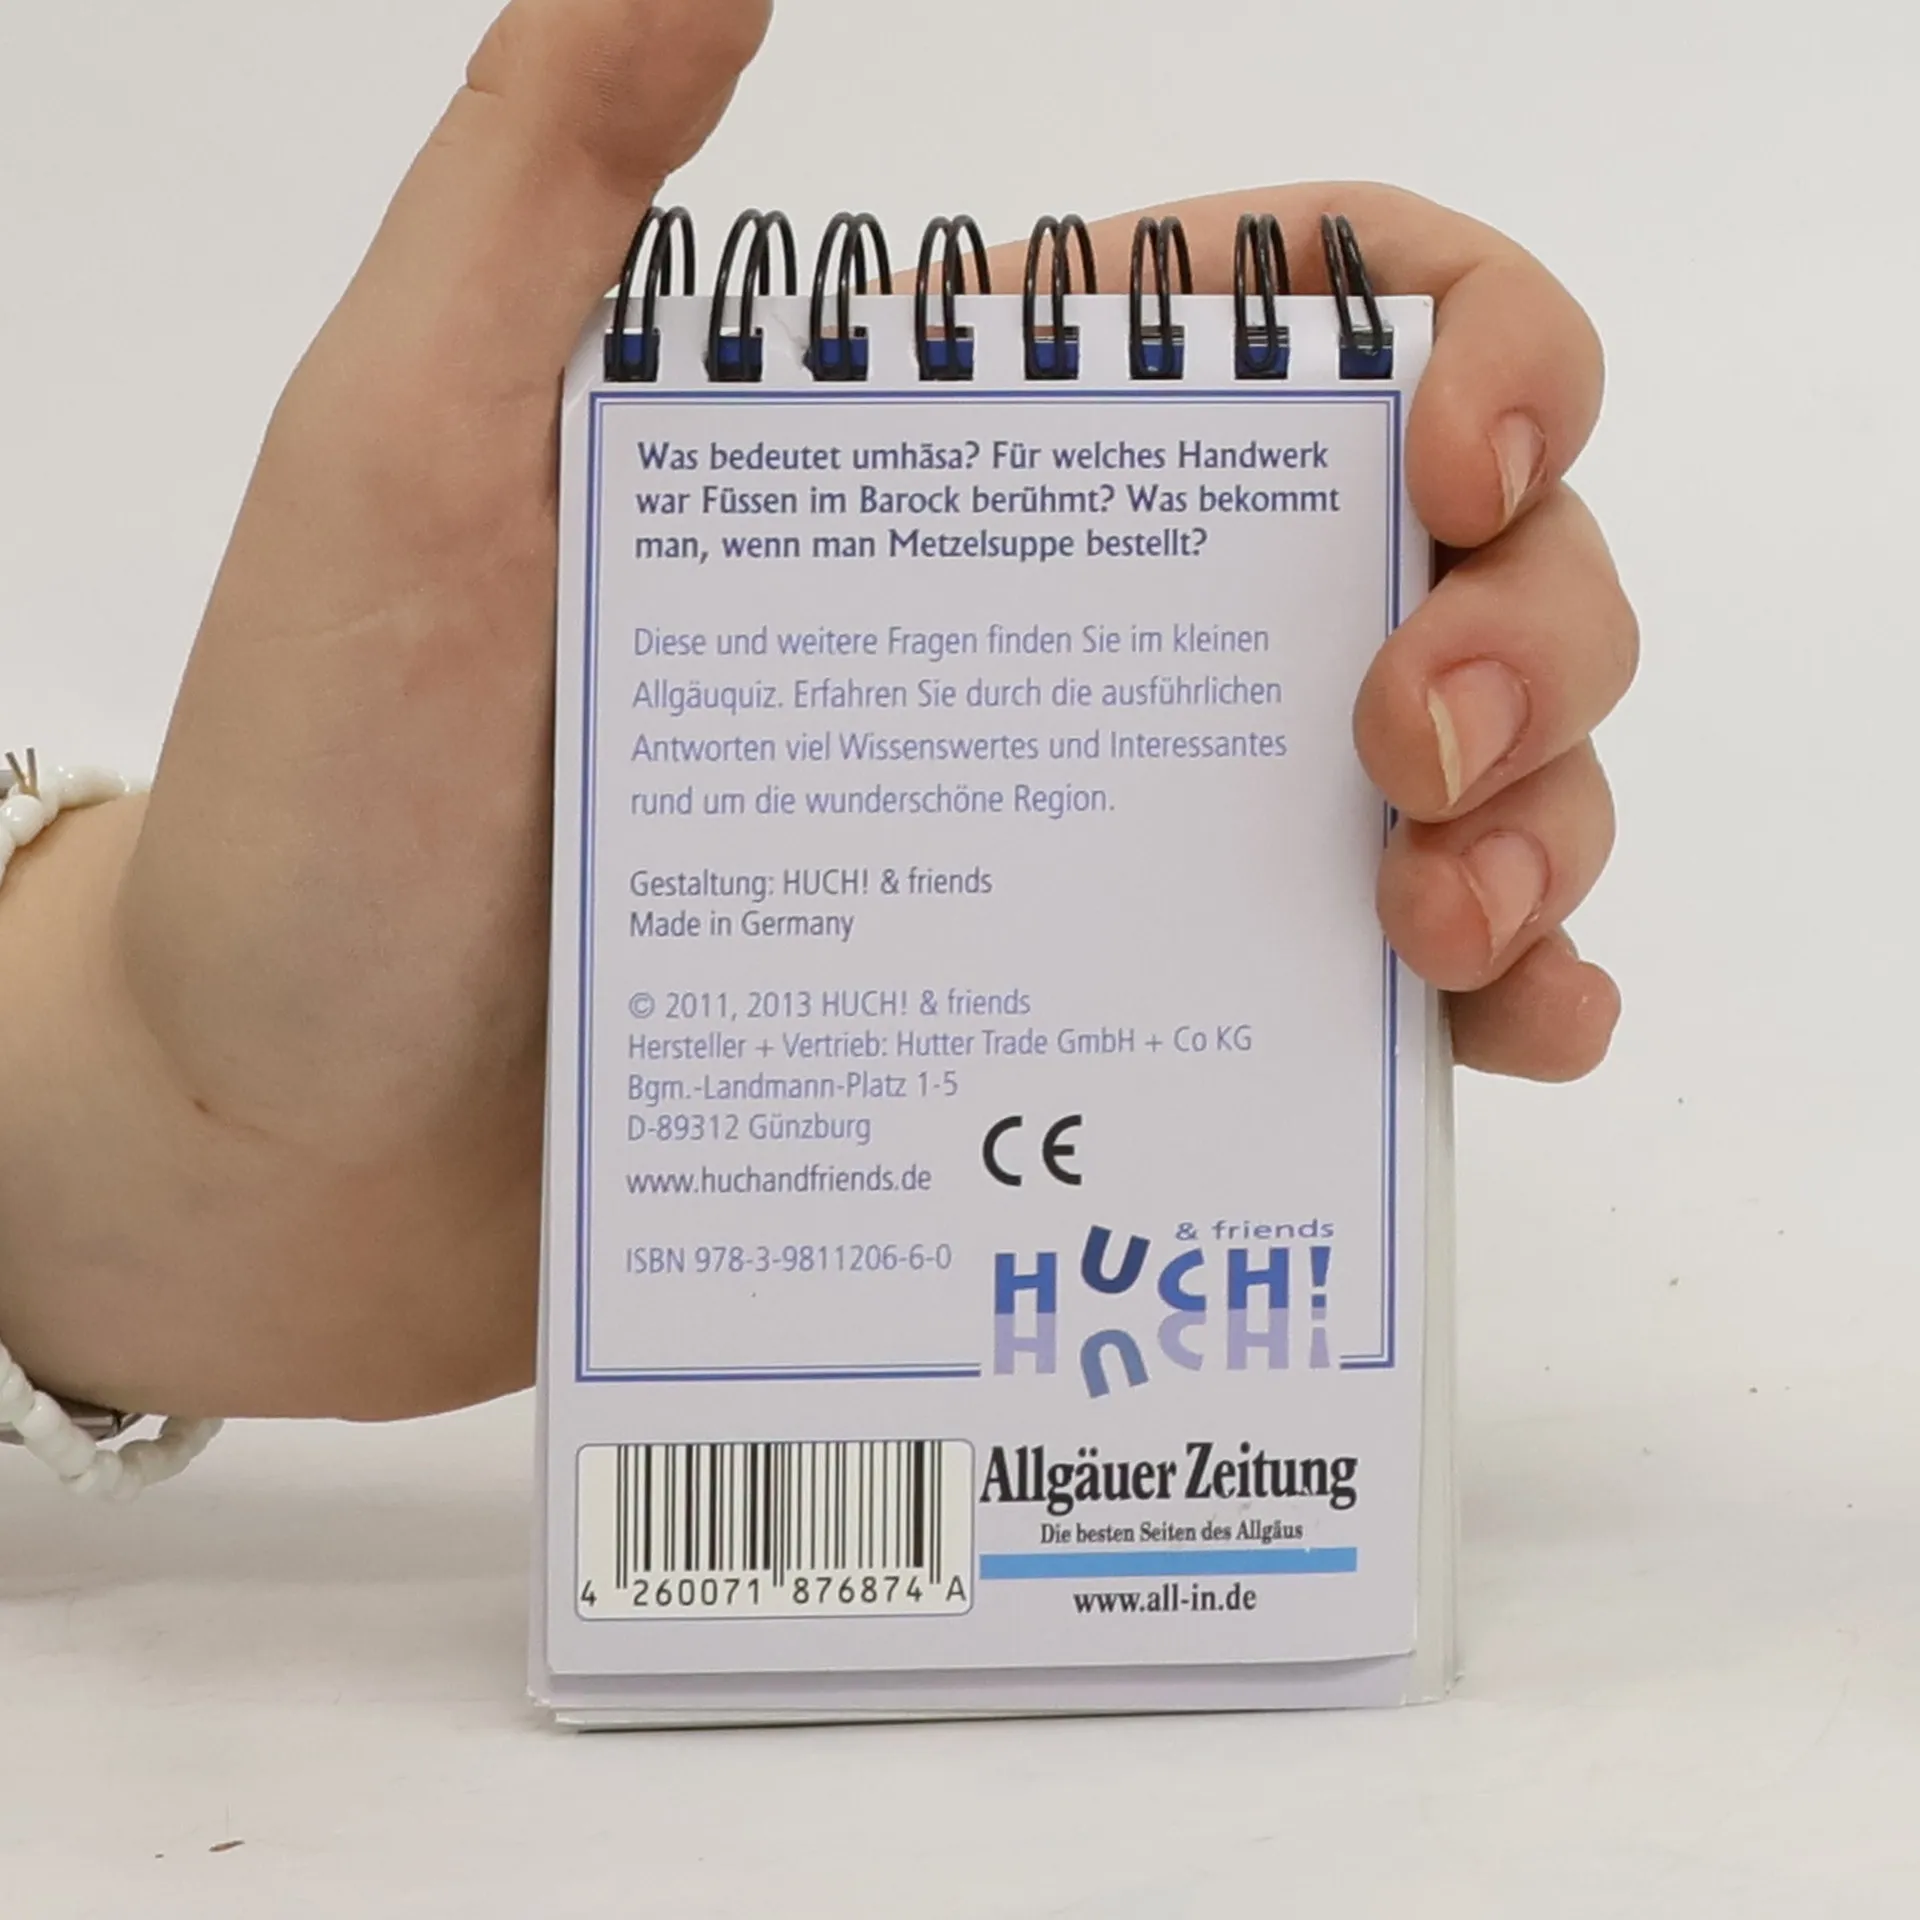 Was bedeutet umhäsa? Für welches Handwerk
war Füssen im Barock berühmt? Was bekommt
man, wenn man Metzelsuppe bestellt?
Diese und weitere Fragen finden Sie im kleinen
Allgäuquiz. Erfahren Sie durch die ausführlichen
Antworten viel Wissenswertes und Interessantes
rund um die wunderschöne Region.
Gestaltung: HUCH! & friends
Made in Germany
© 2011, 2013 HUCH! & friends
Hersteller + Vertrieb: Hutter Trade GmbH + Co KG
Bgm.-Landmann-Platz 1-5
D-89312 Günzburg
www.huchandfriends.de
CE
ISBN 978-3-9811206-6-0
& friends
HUCH!
Allgäuer Zeitung
Die besten Seiten des Allgäus
www.all-in.de
4 260071 876874 A